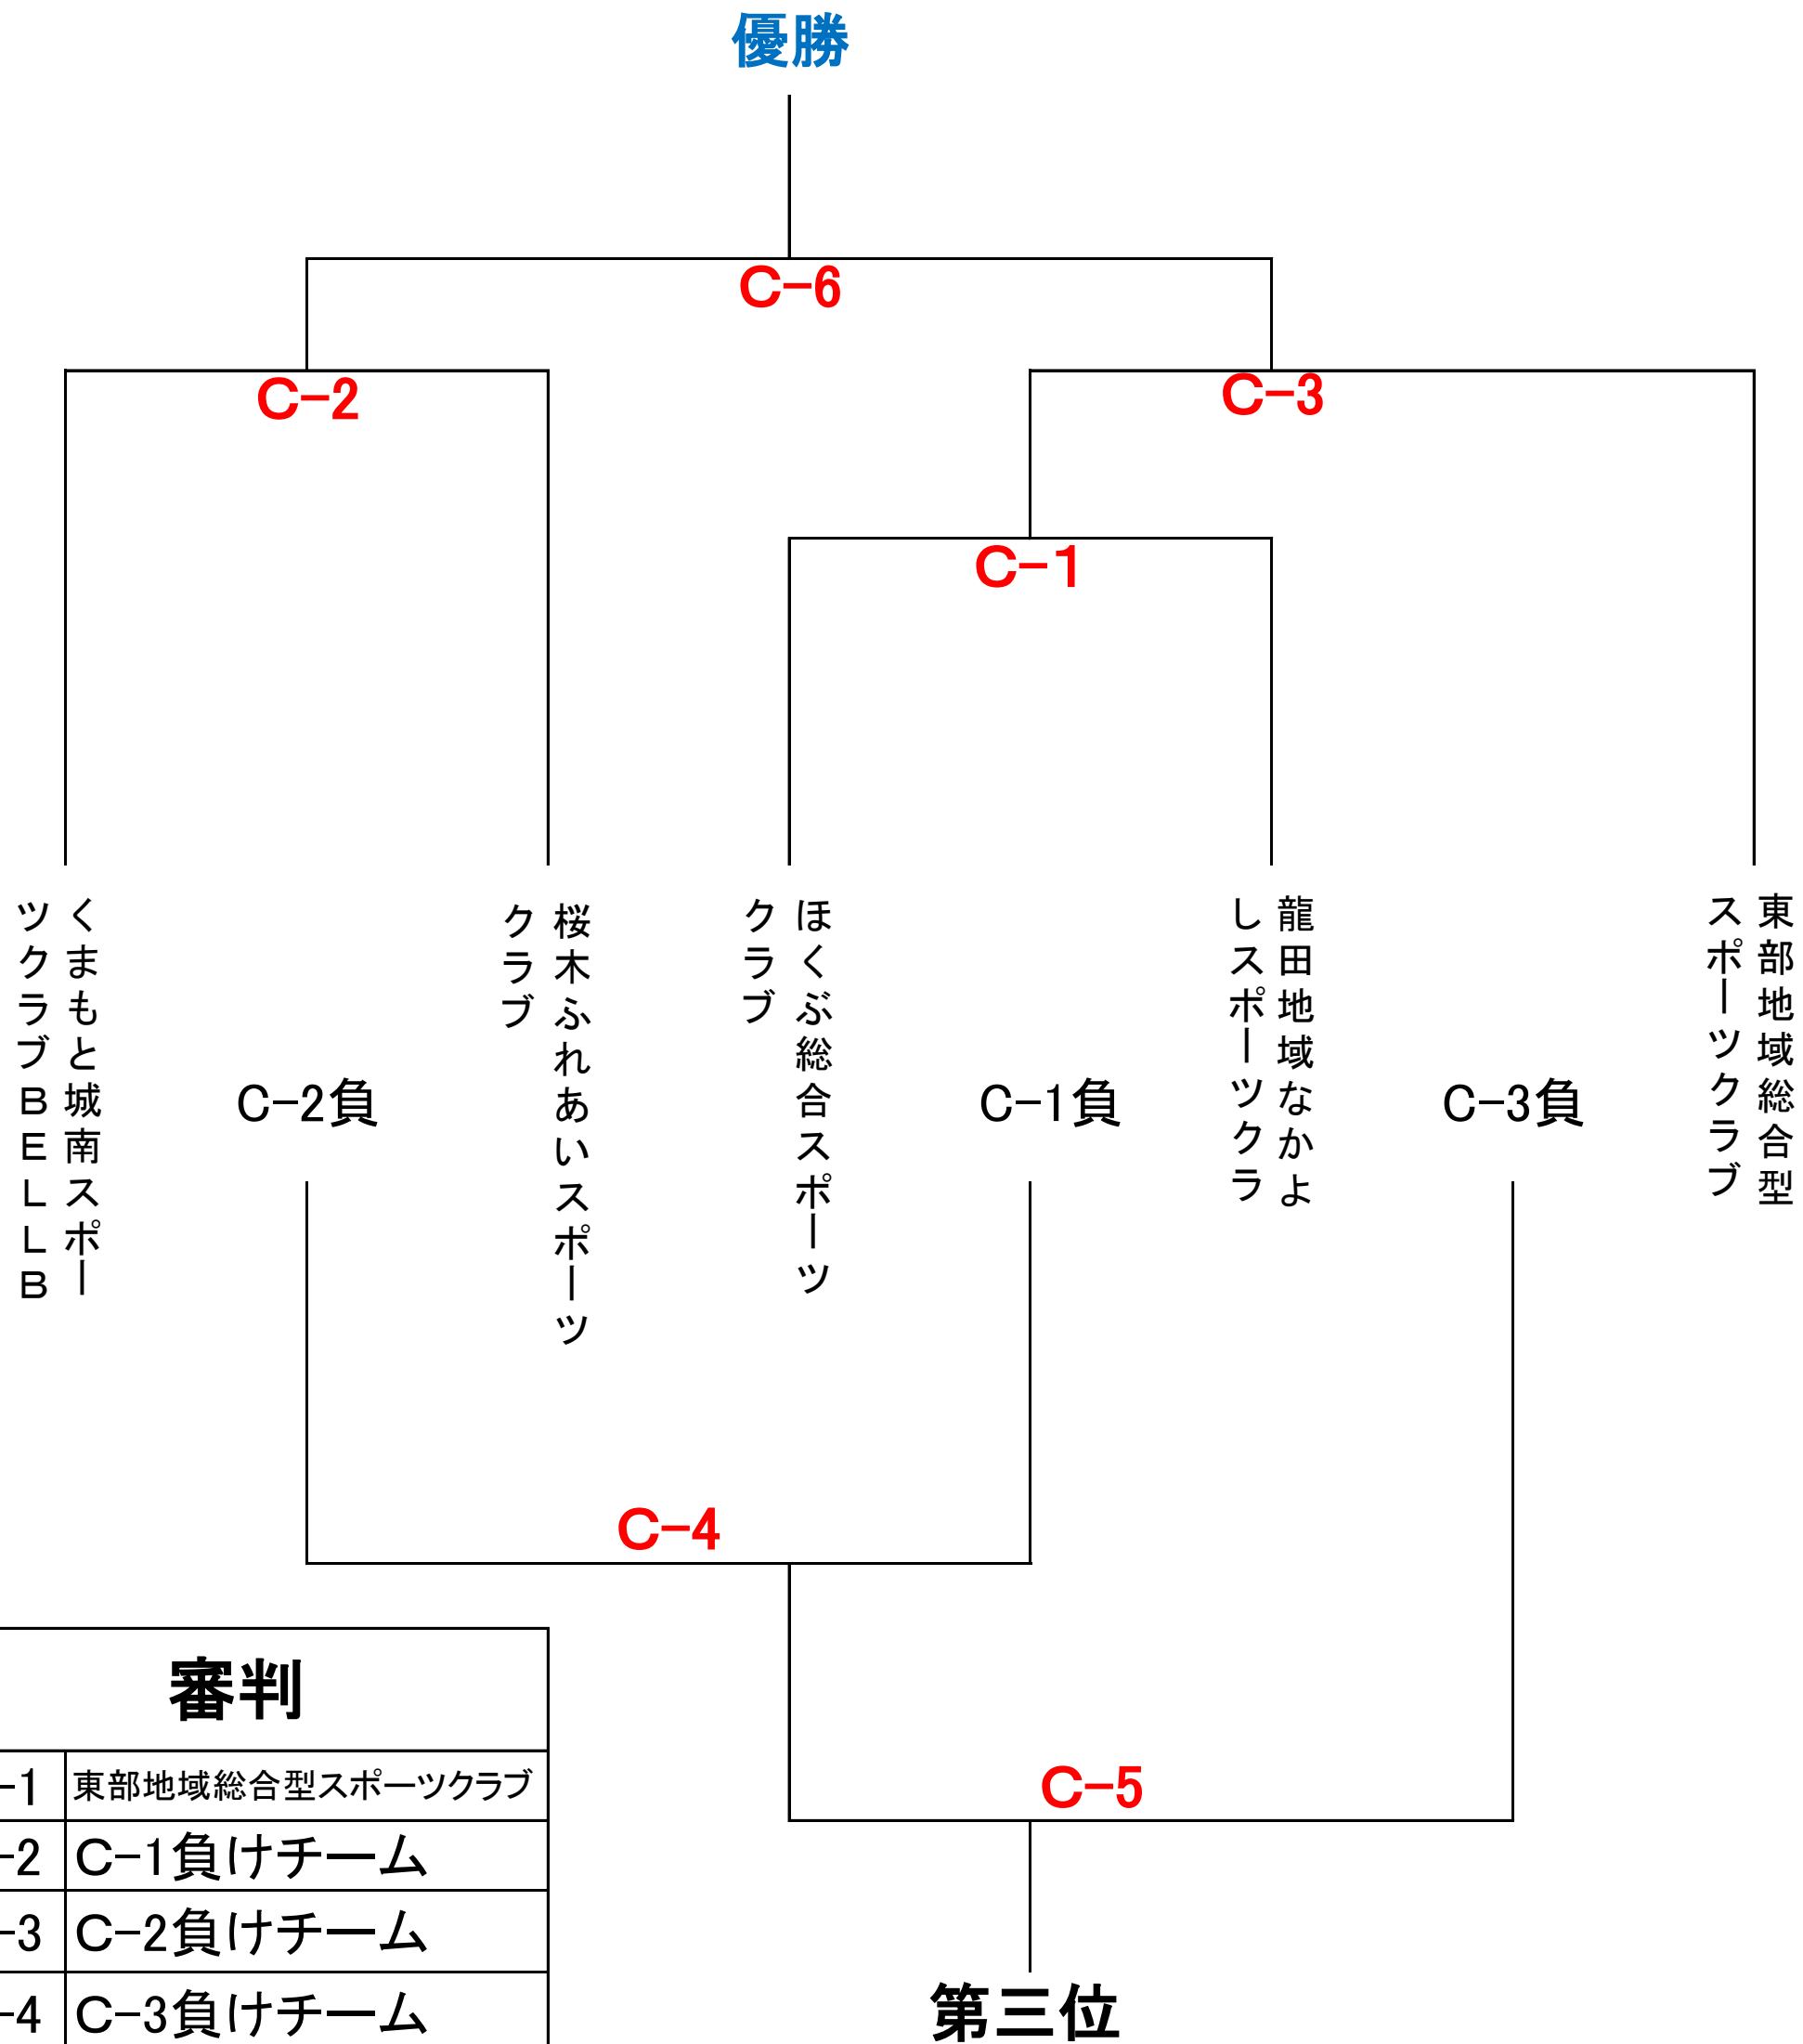 優勝
C-6
C-2
C-3
C-1
くまもと城南スポー
ツクラブＢＥＬＬＢ
桜木ふれあいスポーツ
クラブ
ほくぶ総合スポーツ
クラブ
龍田地域なかよ
しスポーツクラ
東部地域総合型
スポーツクラブ
C-2負
C-1負
C-3負
C-4
審判
-1 東部地域総合型スポーツクラブ
-2 C-1負けチーム
-3 C-2負けチーム
-4 C-3負けチーム
C-5
第三位